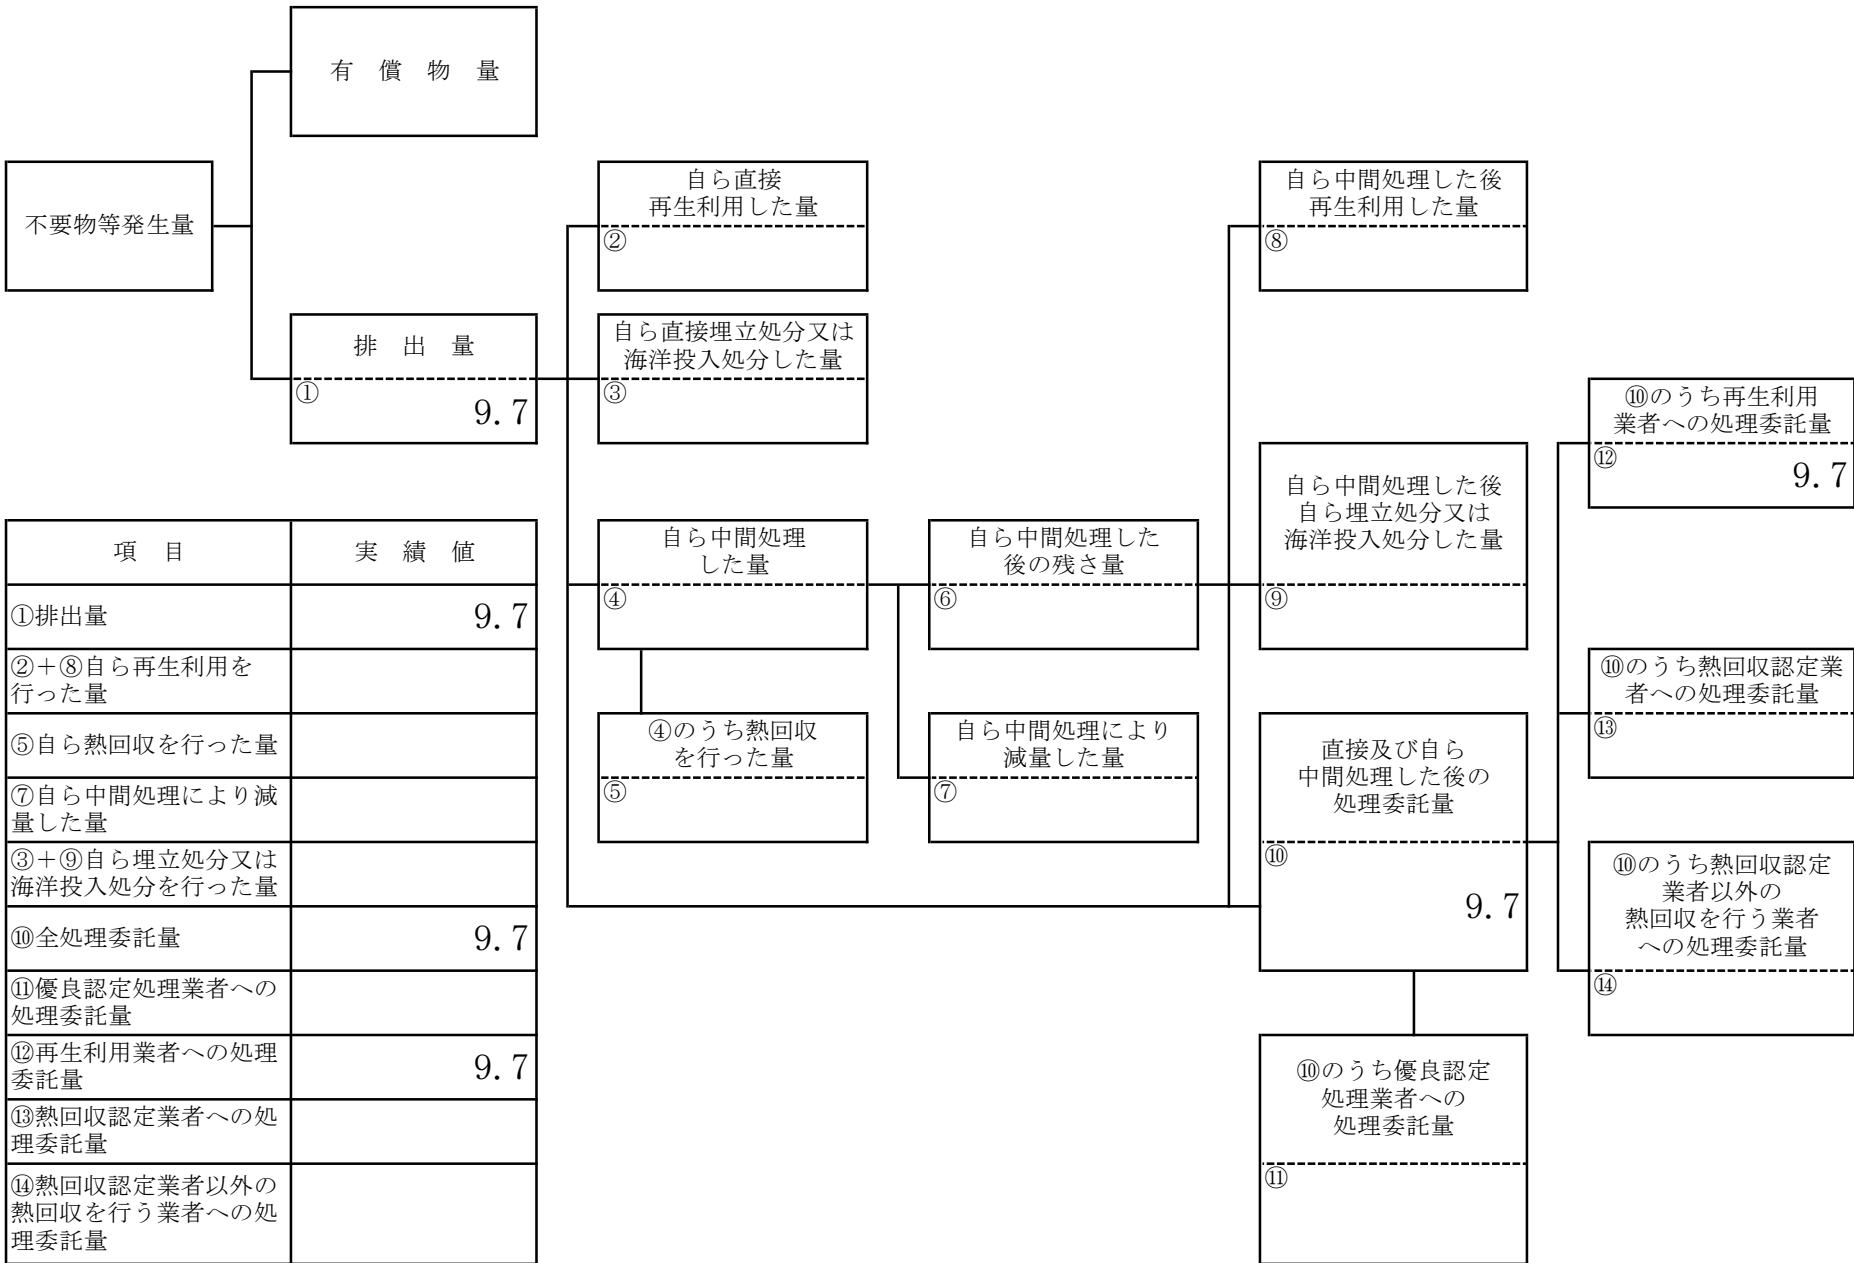 有償物量
不要物等発生量
排出量
①
9.7
自ら直接
再生利用した量
②
自ら直接埋立処分又は
海洋投入処分した量
③
自ら中間処理
した量
④
④のうち熱回収
を行った量
⑤
自ら中間処理した
後の残さ量
⑥
自ら中間処理により
減量した量
⑦
自ら中間処理した後
再生利用した量
⑧
自ら中間処理した後
自ら埋立処分又は
海洋投入処分した量
⑨
直接及び自ら
中間処理した後の
処理委託量
⑩
9.7
⑩のうち優良認定
処理業者への
処理委託量
⑪
⑩のうち再生利用
業者への処理委託量
⑫
9.7
⑩のうち熱回収認定業
者への処理委託量
⑬
⑩のうち熱回収認定
業者以外の
熱回収を行う業者
への処理委託量
⑭
項目 実績値
①排出量 9.7
②+⑧自ら再生利用を
行った量
⑤自ら熱回収を行った量
⑦自ら中間処理により減
量した量
③+⑨自ら埋立処分又は
海洋投入処分を行った量
⑩全処理委託量 9.7
⑪優良認定処理業者への
処理委託量
⑫再生利用業者への処理
委託量 9.7
⑬熱回収認定業者への処
理委託量
⑭熱回収認定業者以外の
熱回収を行う業者への処
理委託量